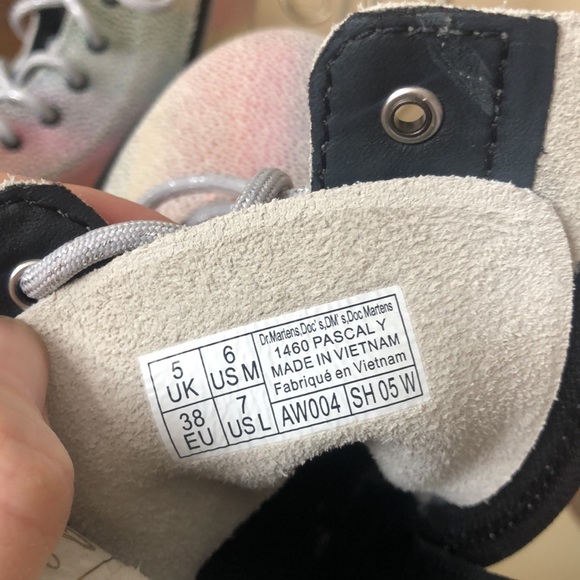 5 UK
6 US M
38 EU
7 US L
Dr.Martens,Doc's,DM's,Doc Martens
1460 PASCAL Y
MADE IN VIETNAM
Fabriqué en Vietnam
AW004
SH 05 W